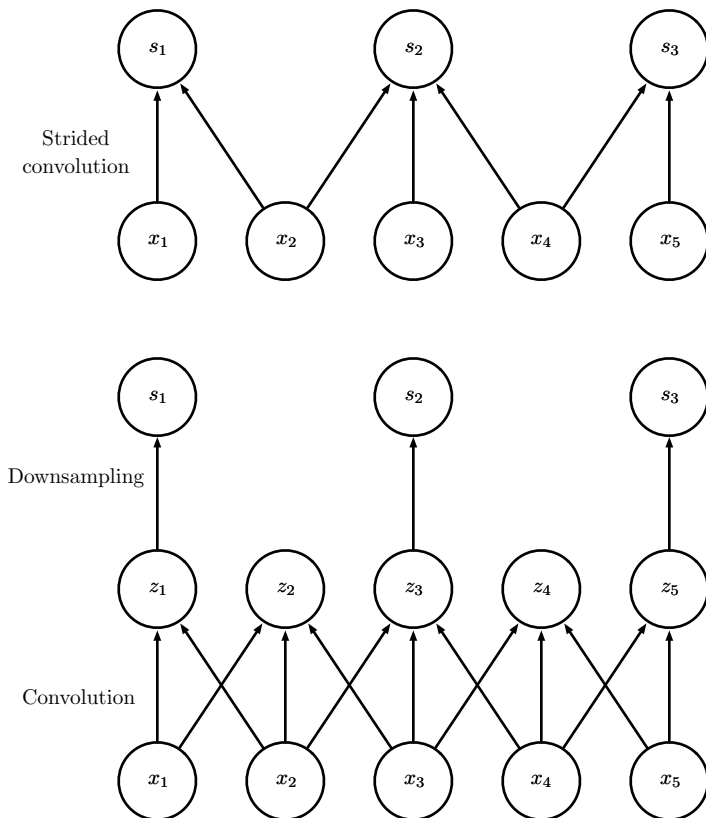 s₁ s₂ s₃
Strided
convolution
x₁ x₂ x₃ x₄ x₅
s₁ s₂ s₃
Downsampling
z₁ z₂ z₃ z₄ z₅
Convolution
x₁ x₂ x₃ x₄ x₅